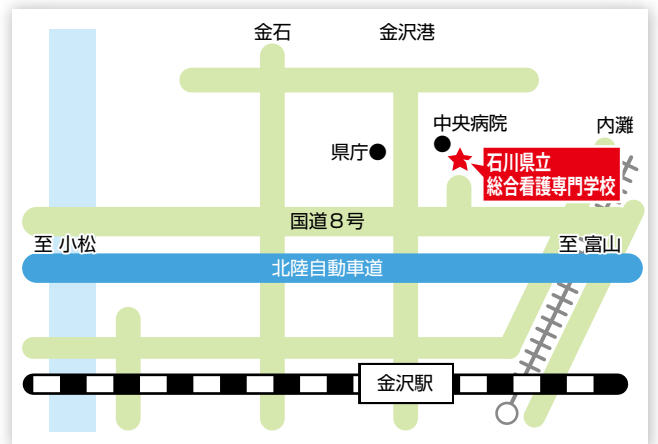 金石
金沢港
中央病院
内灘
県庁
石川県立
総合看護専門学校
国道8号
至 小松
至 富山
北陸自動車道
金沢駅